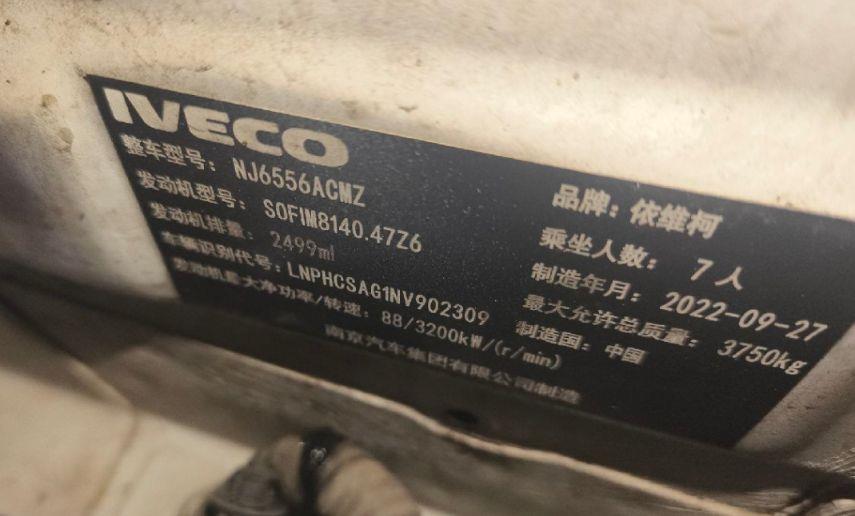 IVECO
整车型号: NJ6556ACMZ
发动机型号: SOFIM8140.47Z6
发动机排量: 2499ml
车辆识别代号: LNPHCSAG1NV902309
发动机最大净功率/转速: 88/3200kW/(r/min)
品牌: 依维柯
乘坐人数: 7人
制造年月: 2022-09-27
最大允许总质量: 3750kg
制造国: 中国
南京汽车集团有限公司制造